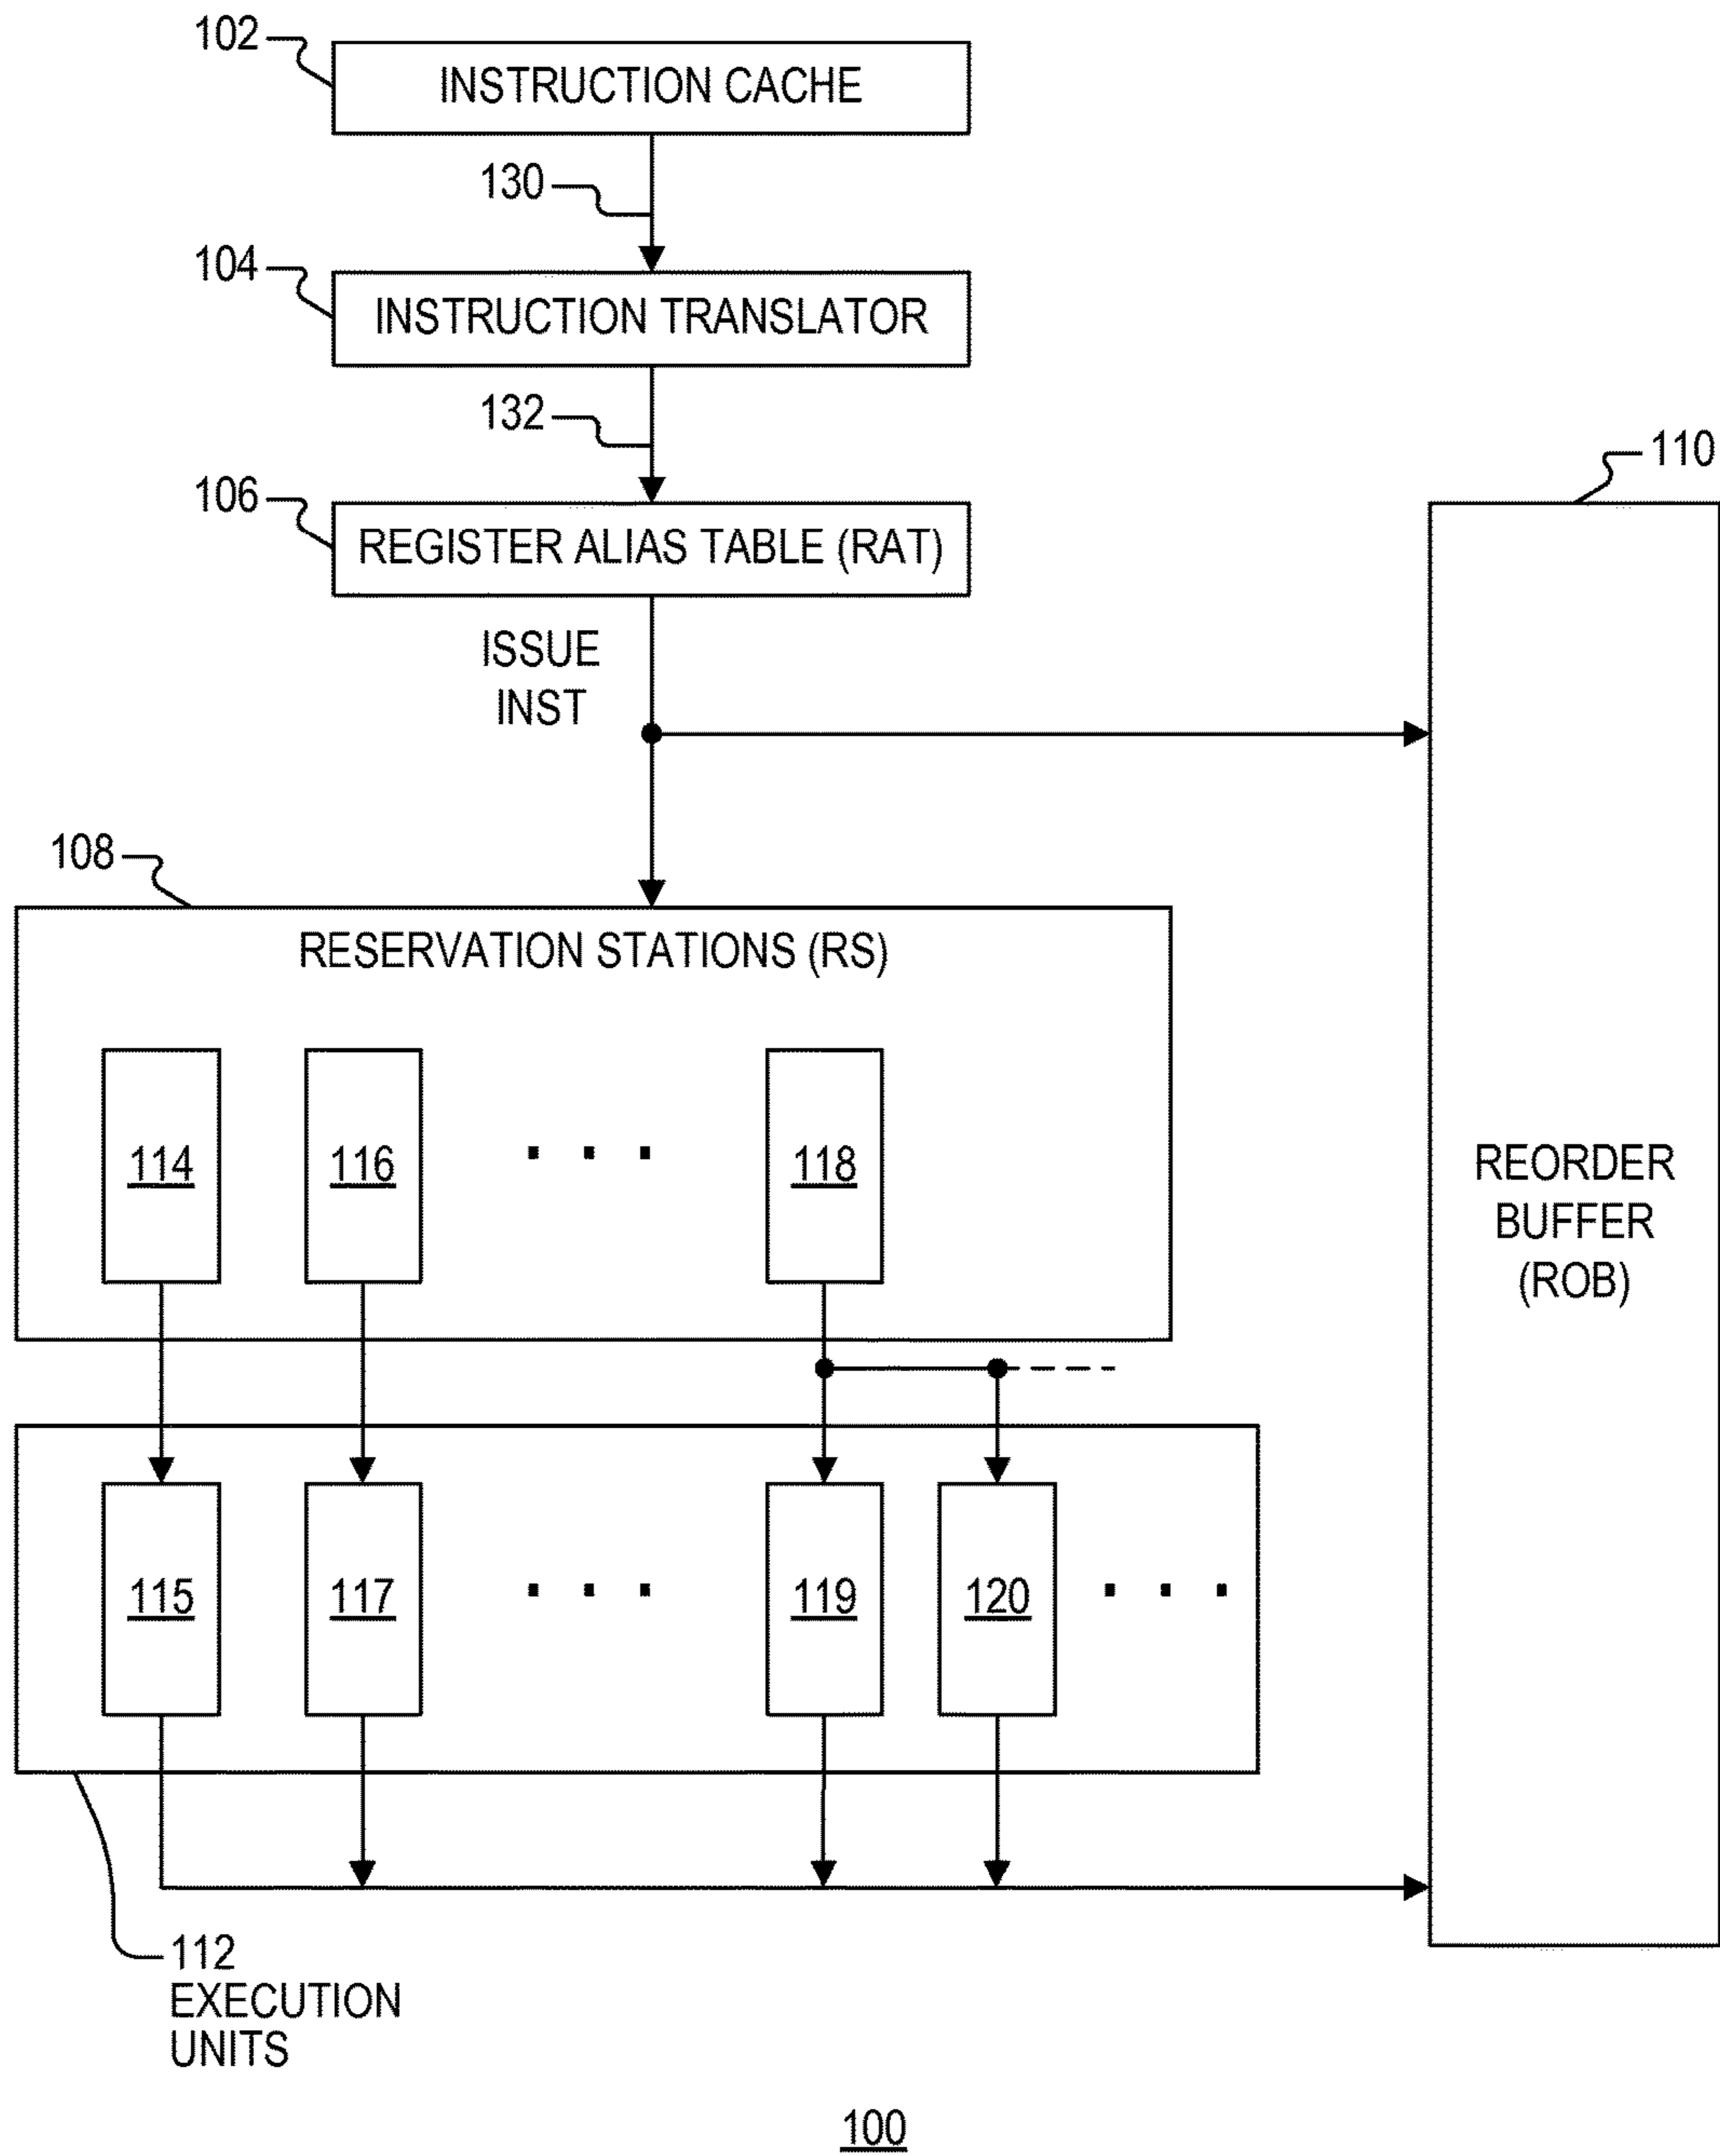 102
INSTRUCTION CACHE
130
104
INSTRUCTION TRANSLATOR
132
110
106
REGISTER ALIAS TABLE (RAT)
ISSUE
INST
108
RESERVATION STATIONS (RS)
114
116
118
REORDER
BUFFER
(ROB)
115
117
119
120
112
EXECUTION
UNITS
100